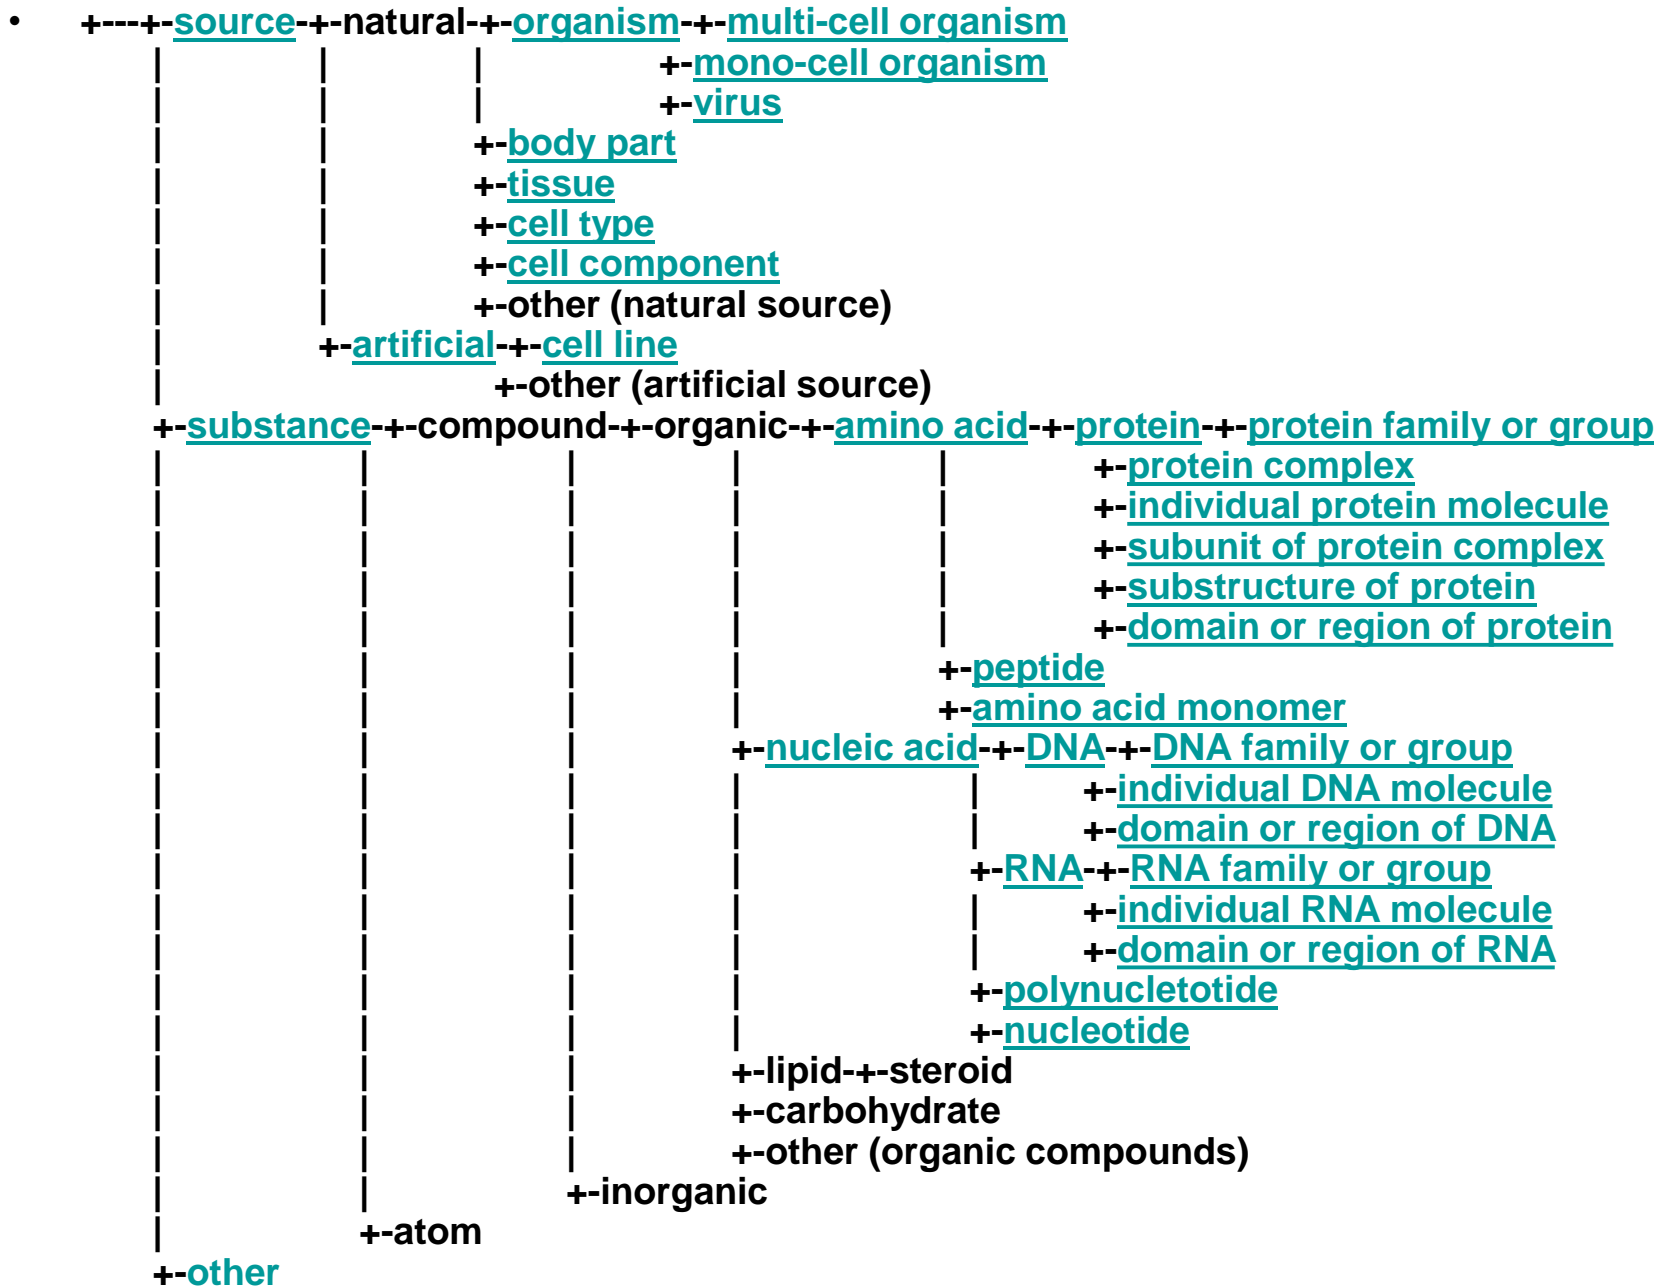 • +---+-source-+-natural-+-organism-+-multi-cell organism
| | | +-mono-cell organism
| | | +-virus
| | +-body part
| | +-tissue
| | +-cell type
| | +-cell component
| | +-other (natural source)
| +-artificial-+-cell line
| +-other (artificial source)
+-substance-+-compound-+-organic-+-amino acid-+-protein-+-protein family or group
| | | | | +-protein complex
| | | | | +-individual protein molecule
| | | | | +-subunit of protein complex
| | | | | +-substructure of protein
| | | | | +-domain or region of protein
| | | | +-peptide
| | | | +-amino acid monomer
| | | +-nucleic acid-+-DNA-+-DNA family or group
| | | | | +-individual DNA molecule
| | | | | +-domain or region of DNA
| | | | +-RNA-+-RNA family or group
| | | | | +-individual RNA molecule
| | | | | +-domain or region of RNA
| | | | +-polynucletotide
| | | | +-nucleotide
| | | +-lipid-+-steroid
| | | +-carbohydrate
| | | +-other (organic compounds)
| | +-inorganic
| +-atom
+-other